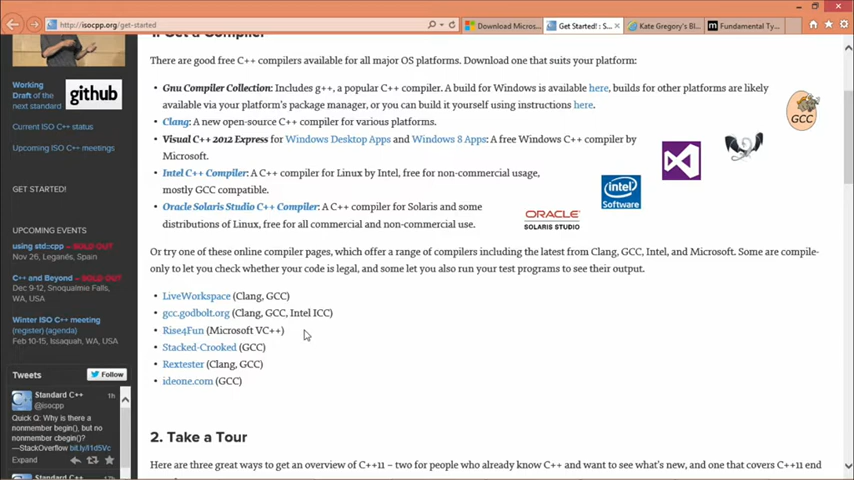 http://isocpp.org/get-started
Download Micros...
Get Started! : S...
Kate Gregory's Bl...
Fundamental Ty...
Working
Draft of the
next standard
github
Current ISO C++ status
Upcoming ISO C++ meetings
GET STARTED!
UPCOMING EVENTS
using std::cpp - SOLD OUT
Nov 26, Leganés, Spain
C++ and Beyond - SOLD OUT
Dec 9-12, Snoqualmie Falls,
WA, USA
Winter ISO C++ meeting
(register) (agenda)
Feb 10-15, Issaquah, WA, USA
Tweets
Follow
Standard C++
1h
@isocpp
Quick Q: Why is there a
nonmember begin(), but no
nonmember cbegin()?
—StackOverflow bit.ly/I1d5Vc
Expand
Standard C++
1h
1. Get a Compiler
There are good free C++ compilers available for all major OS platforms. Download one that suits your platform:
• Gnu Compiler Collection: Includes g++, a popular C++ compiler. A build for Windows is available here, builds for other platforms are likely
available via your platform's package manager, or you can build it yourself using instructions here.
• Clang: A new open-source C++ compiler for various platforms.
• Visual C++ 2012 Express for Windows Desktop Apps and Windows 8 Apps: A free Windows C++ compiler by
Microsoft.
• Intel C++ Compiler: A C++ compiler for Linux by Intel, free for non-commercial usage,
mostly GCC compatible.
• Oracle Solaris Studio C++ Compiler: A C++ compiler for Solaris and some
distributions of Linux, free for all commercial and non-commercial use.
GCC
intel
Software
ORACLE
SOLARIS STUDIO
Or try one of these online compiler pages, which offer a range of compilers including the latest from Clang, GCC, Intel, and Microsoft. Some are compile-
only to let you check whether your code is legal, and some let you also run your test programs to see their output.
• LiveWorkspace (Clang, GCC)
• gcc.godbolt.org (Clang, GCC, Intel ICC)
• Rise4Fun (Microsoft VC++)
• Stacked-Crooked (GCC)
• Rextester (Clang, GCC)
• ideone.com (GCC)
2. Take a Tour
Here are three great ways to get an overview of C++11 – two for people who already know C++ and want to see what's new, and one that covers C++11 end